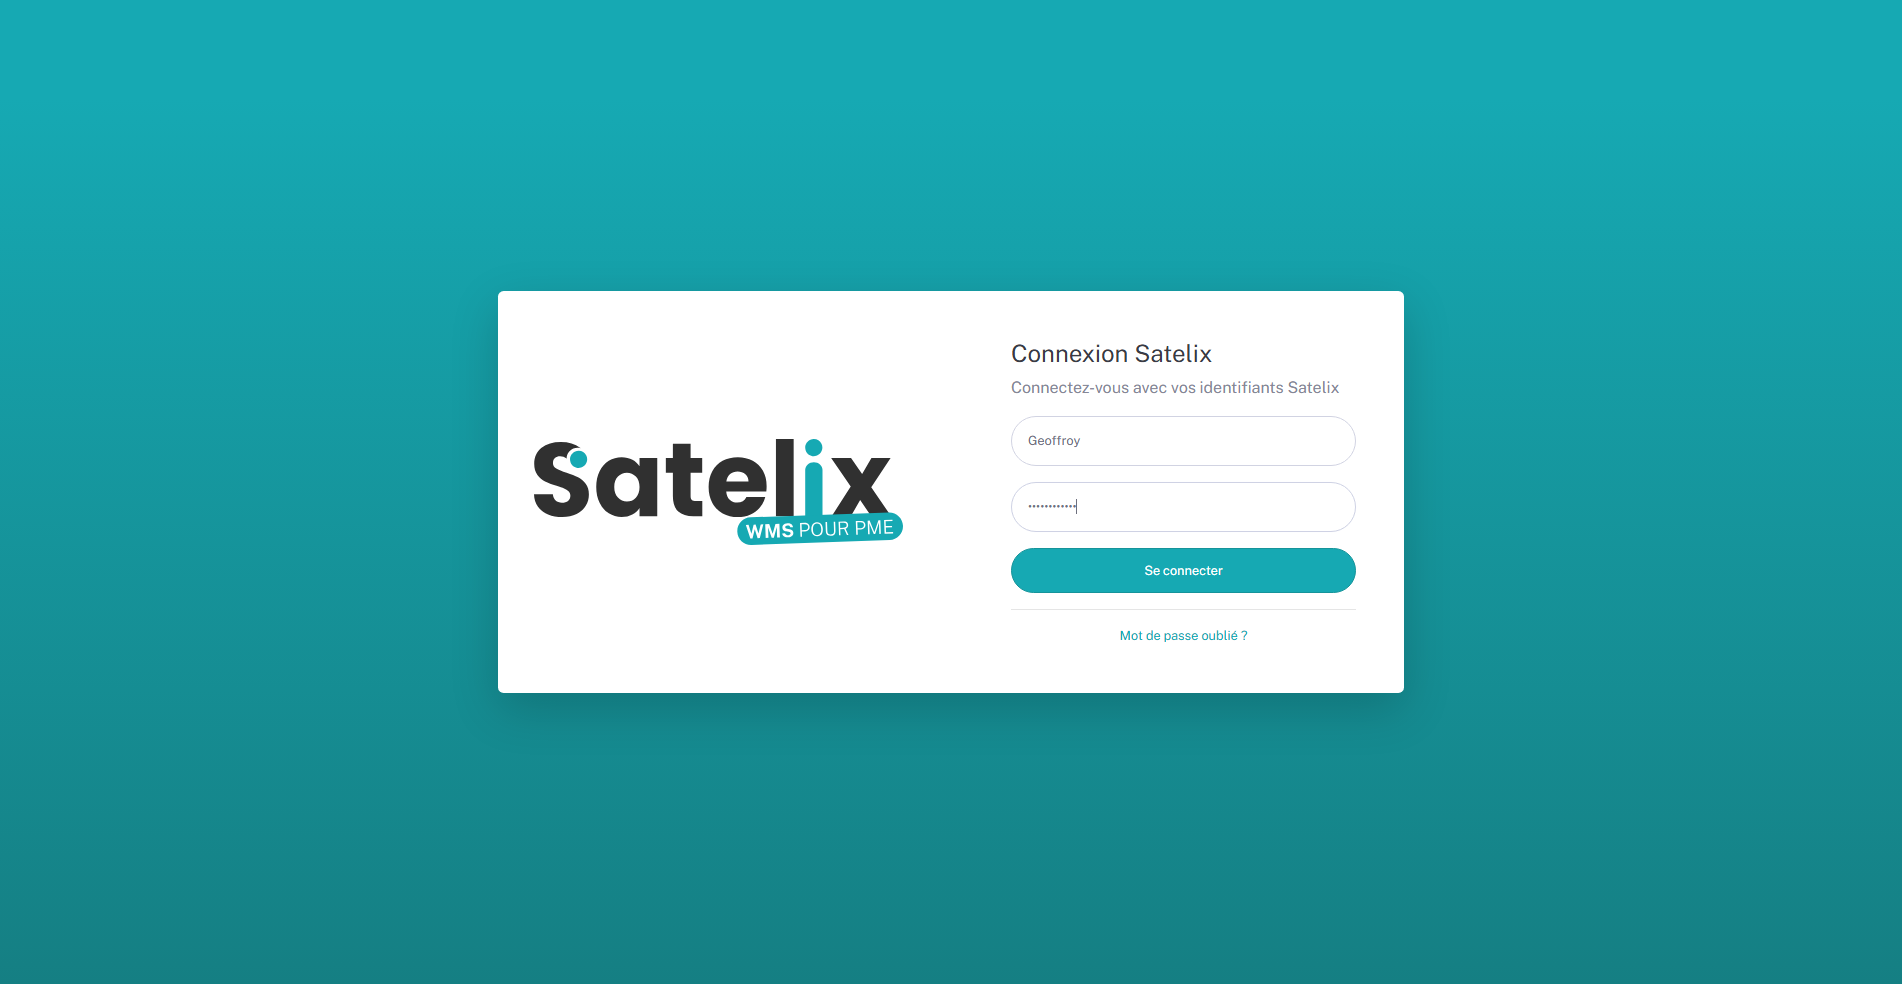 Satelix
WMS POUR PME
Connexion Satelix
Connectez-vous avec vos identifiants Satelix
Geoffroy
••••••••••••
Se connecter
Mot de passe oublié ?